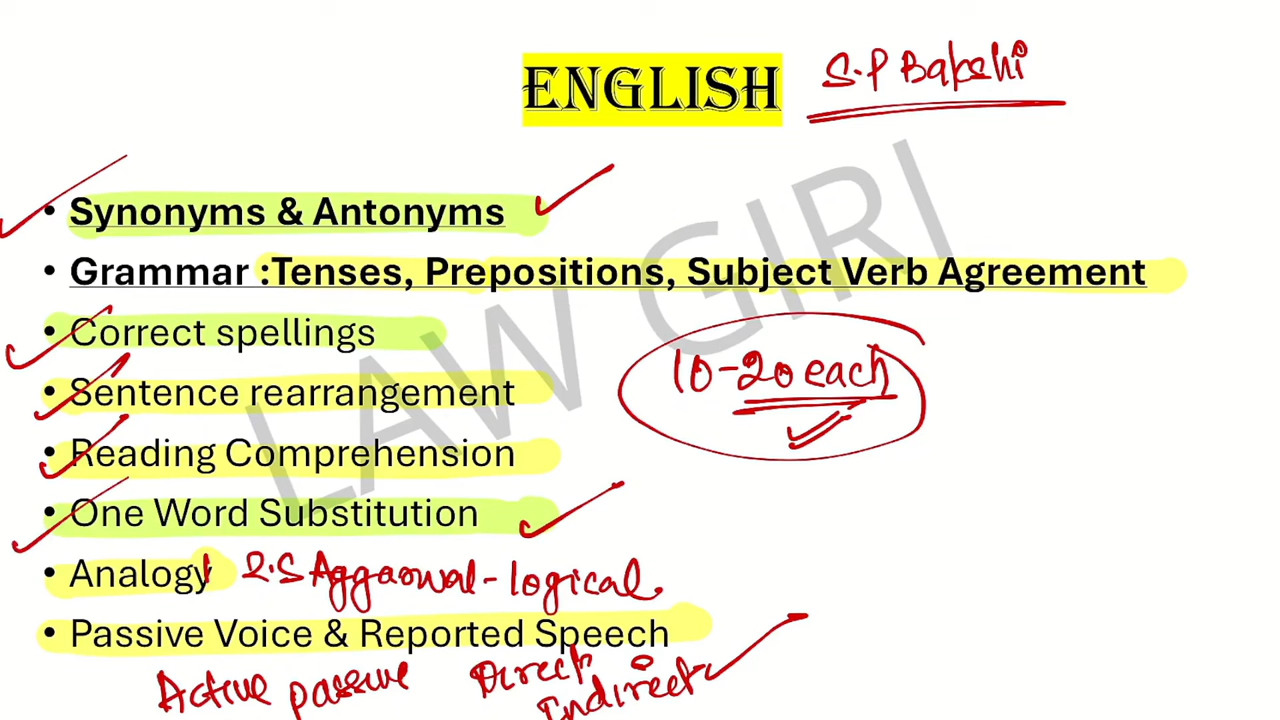 ENGLISH S.P Bakshi
• Synonyms & Antonyms
• Grammar :Tenses, Prepositions, Subject Verb Agreement
• Correct spellings
10-20 each
• Sentence rearrangement
• Reading Comprehension
• One Word Substitution
• Analogy R.S Aggarwal - logical
• Passive Voice & Reported Speech
Active passive Direct
Indirect
LAW GIRI